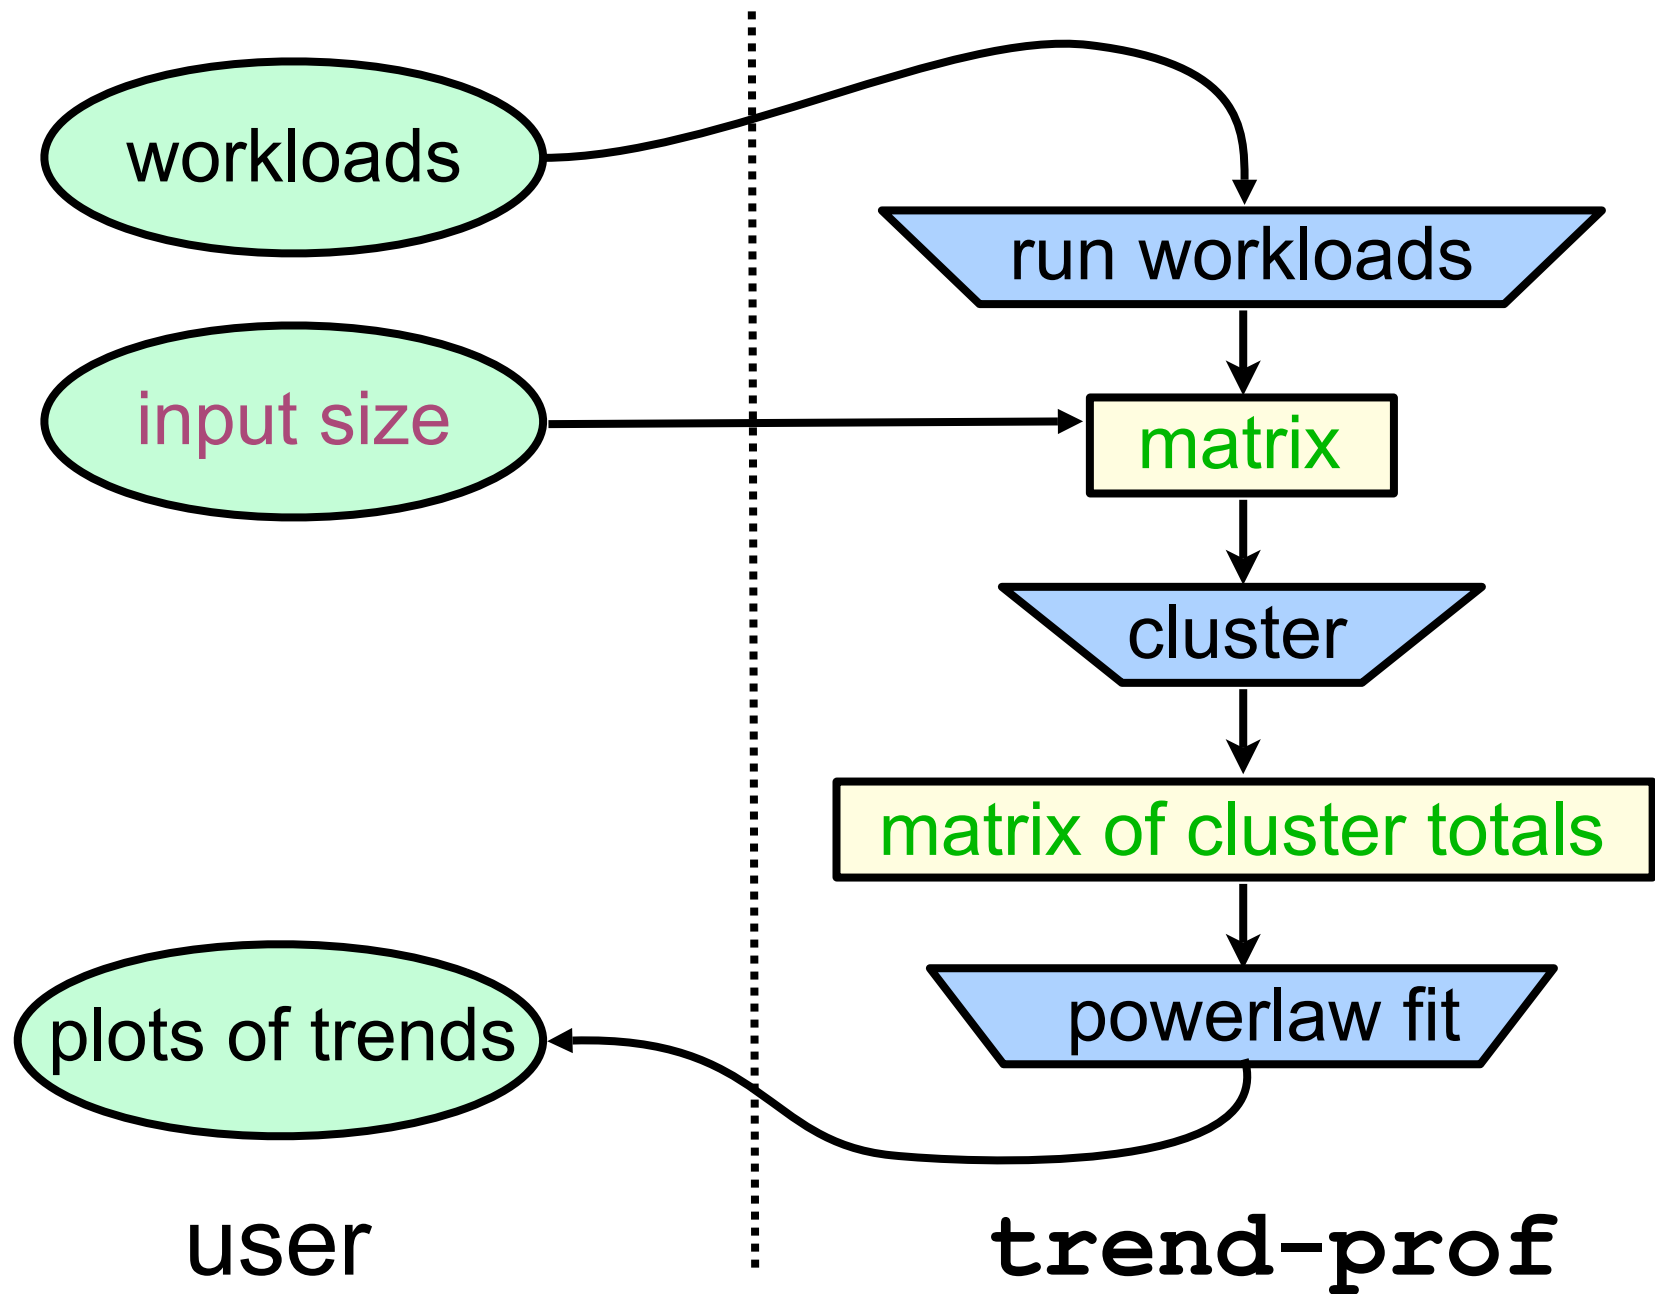 workloads
run workloads
input size
matrix
cluster
matrix of cluster totals
plots of trends
powerlaw fit
user
trend-prof